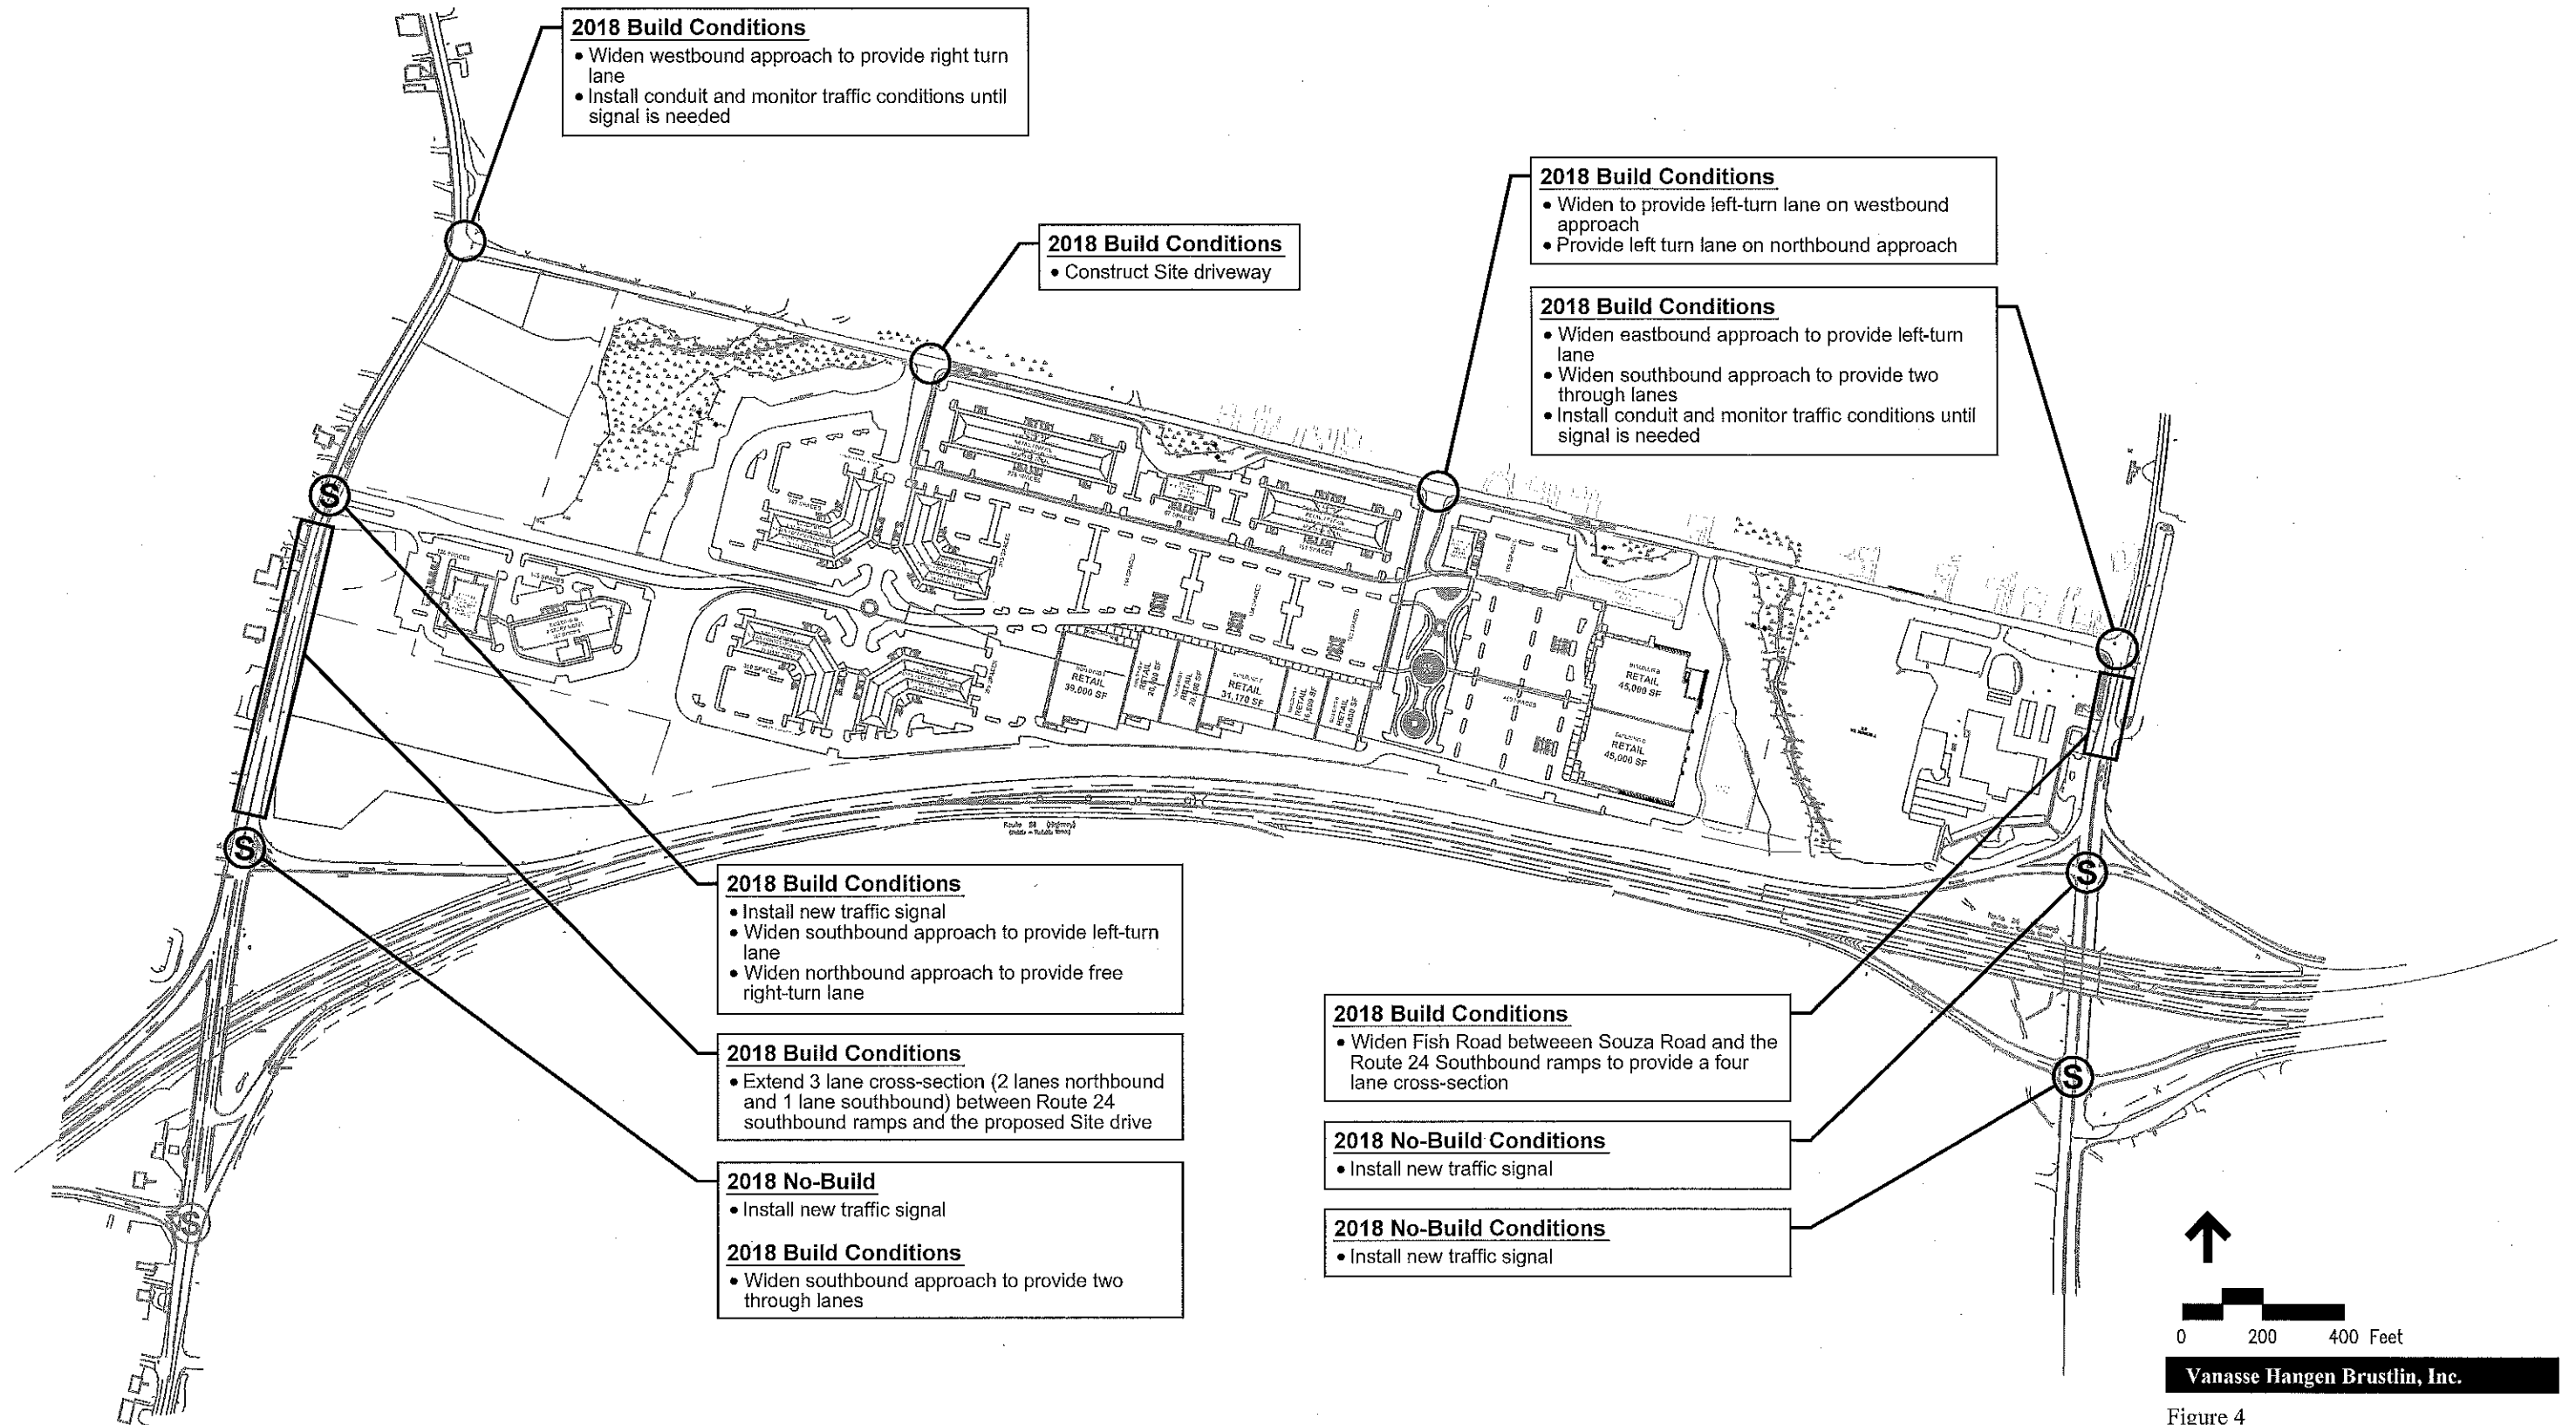 2018 Build Conditions
• Widen westbound approach to provide right turn
lane
• Install conduit and monitor traffic conditions until
signal is needed
2018 Build Conditions
• Construct Site driveway
2018 Build Conditions
• Widen to provide left-turn lane on westbound
approach
• Provide left turn lane on northbound approach
2018 Build Conditions
• Widen eastbound approach to provide left-turn
lane
• Widen southbound approach to provide two
through lanes
• Install conduit and monitor traffic conditions until
signal is needed
S
RETAIL
39,000 SF
RETAIL
RETAIL
RETAIL
31,170 SF
RETAIL
RETAIL
RETAIL
45,000 SF
RETAIL
45,000 SF
S
S
S
S
2018 Build Conditions
• Install new traffic signal
• Widen southbound approach to provide left-turn
lane
• Widen northbound approach to provide free
right-turn lane
2018 Build Conditions
• Extend 3 lane cross-section (2 lanes northbound
and 1 lane southbound) between Route 24
southbound ramps and the proposed Site drive
2018 No-Build
• Install new traffic signal
2018 Build Conditions
• Widen southbound approach to provide two
through lanes
2018 Build Conditions
• Widen Fish Road betweeen Souza Road and the
Route 24 Southbound ramps to provide a four
lane cross-section
2018 No-Build Conditions
• Install new traffic signal
2018 No-Build Conditions
• Install new traffic signal
0 200 400 Feet
Vanasse Hangen Brustlin, Inc.
Figure 4